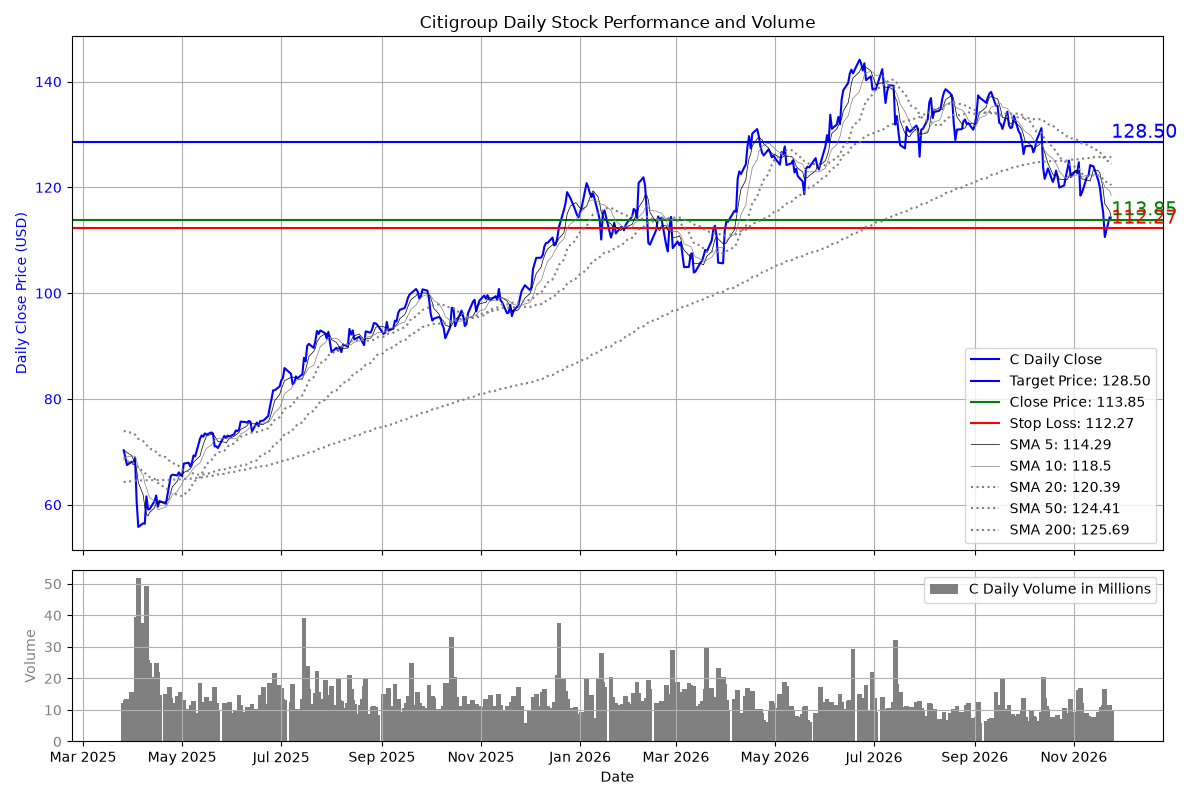 Citigroup Daily Stock Performance and Volume
140
120
100
80
60
Daily Close Price (USD)
128.50
113.85
112.27
C Daily Close
Target Price: 128.50
Close Price: 113.85
Stop Loss: 112.27
SMA 5: 114.29
SMA 10: 118.5
SMA 20: 120.39
SMA 50: 124.41
SMA 200: 125.69
50
40
30
20
10
0
Volume
C Daily Volume in Millions
Mar 2025 May 2025 Jul 2025 Sep 2025 Nov 2025 Jan 2026 Mar 2026 May 2026 Jul 2026 Sep 2026 Nov 2026
Date